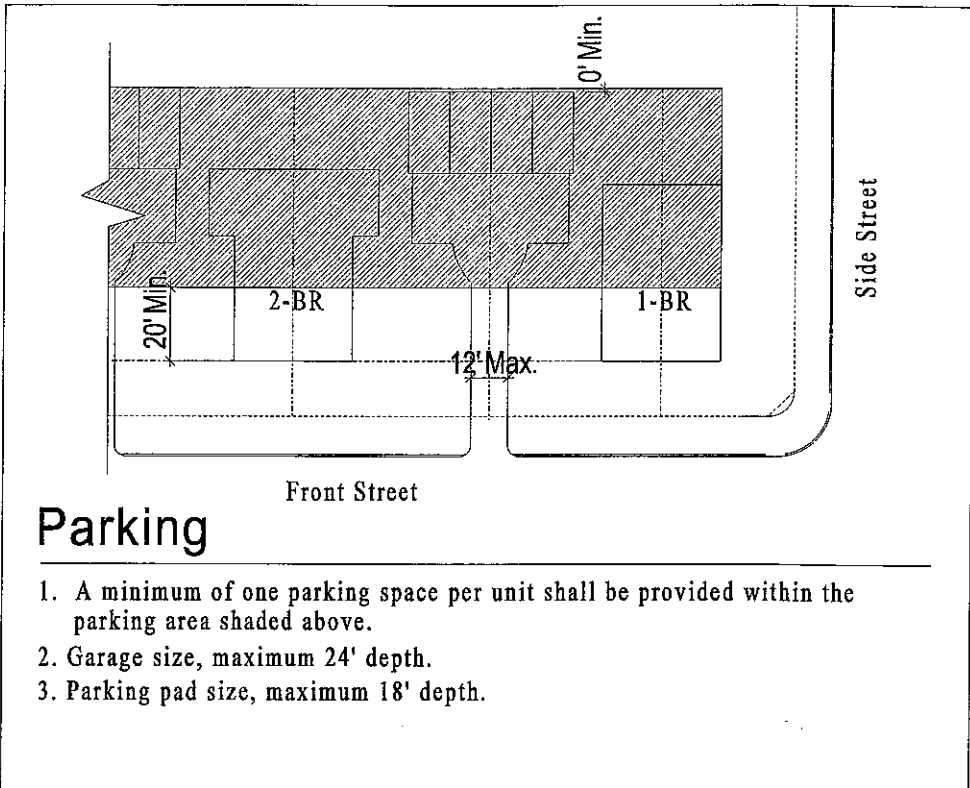 0' Min.
Side Street
20' Min.
2-BR
1-BR
12' Max.
Front Street
Parking
1. A minimum of one parking space per unit shall be provided within the
parking area shaded above.
2. Garage size, maximum 24' depth.
3. Parking pad size, maximum 18' depth.